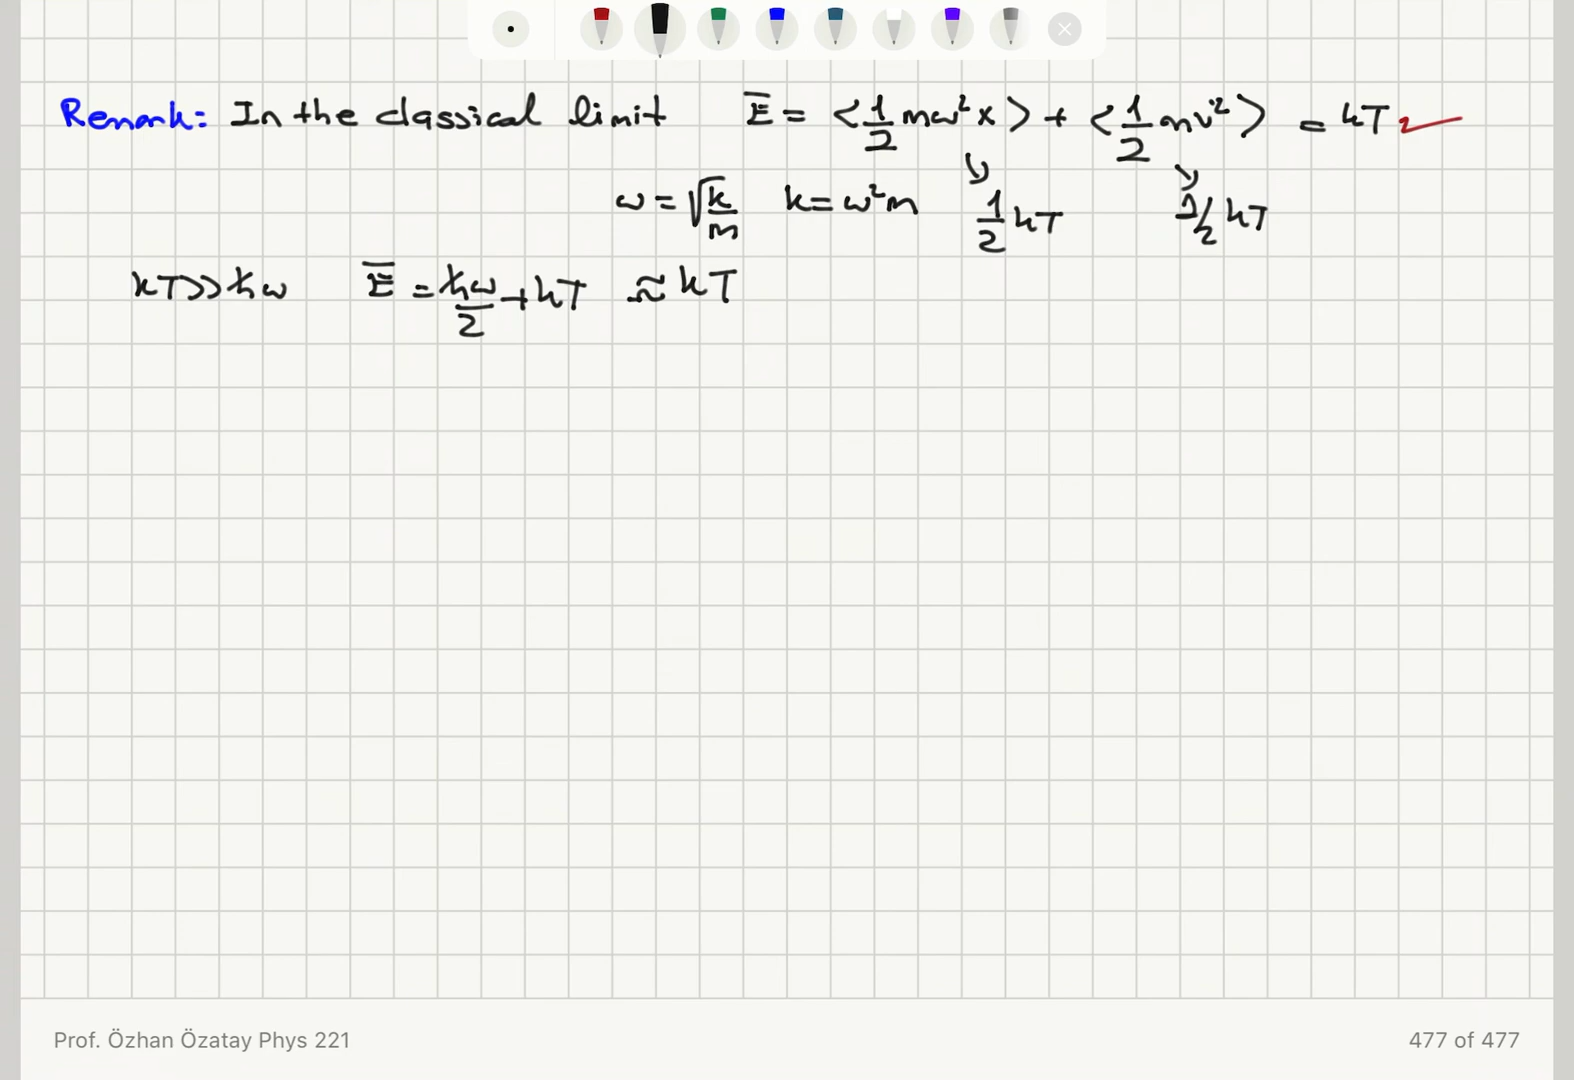 Remark: In the classical limit E̅ = <1/2 mω²x> + <1/2 mv²> = kT ✓
ω = √(k/m) k = ω²m 1/2 kT 1/2 kT
kT >> ħω E̅ = ħω/2 + kT ≈ kT
Prof. Özhan Özatay Phys 221
477 of 477